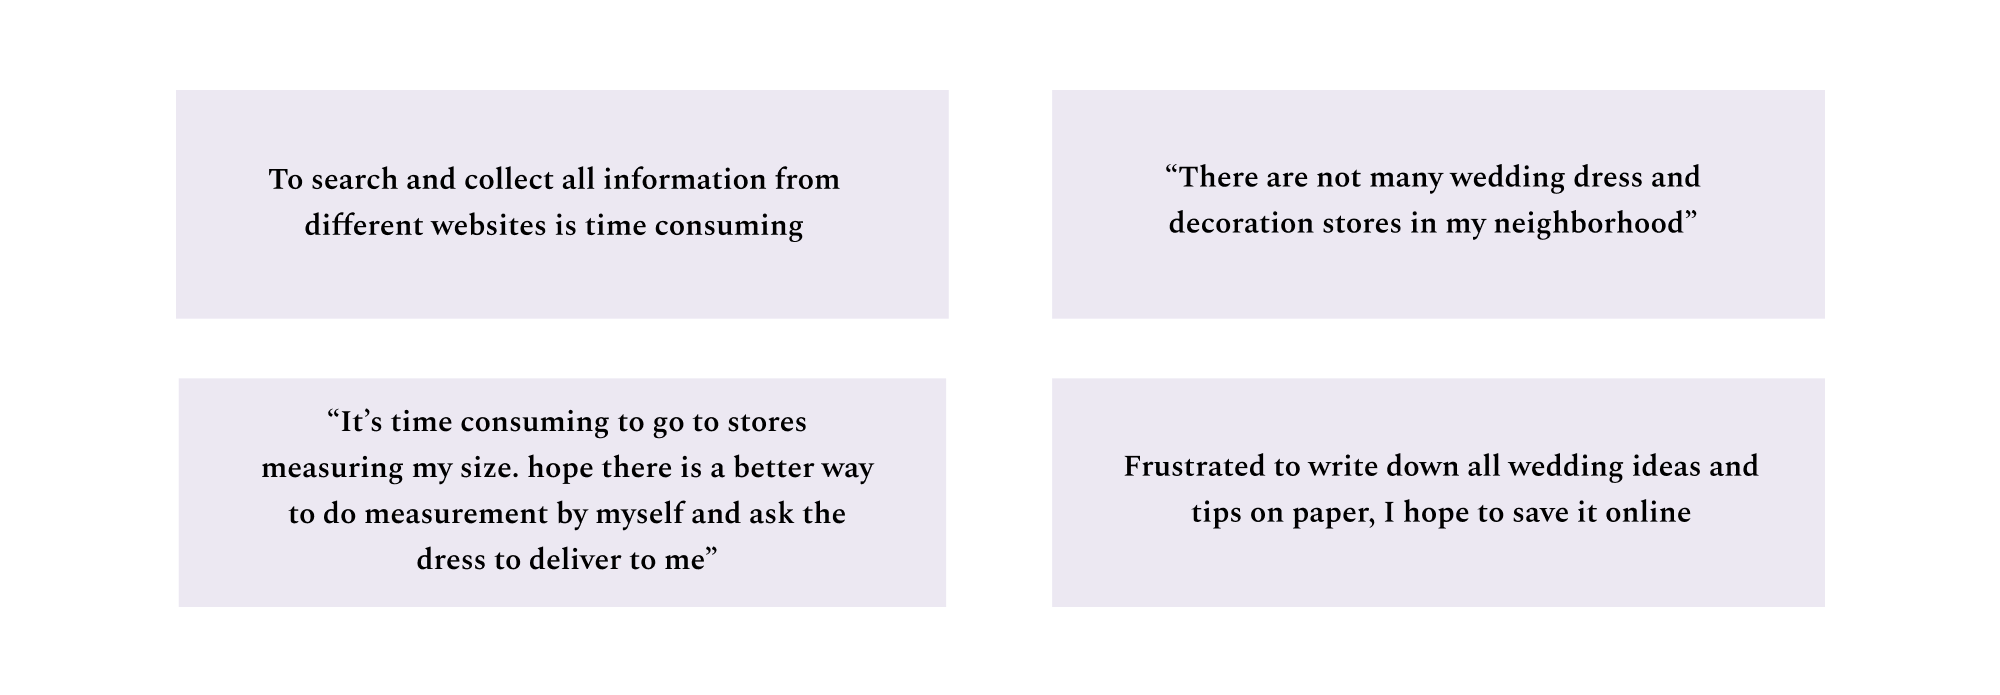 To search and collect all information from
different websites is time consuming
“There are not many wedding dress and
decoration stores in my neighborhood”
“It’s time consuming to go to stores
measuring my size. hope there is a better way
to do measurement by myself and ask the
dress to deliver to me”
Frustrated to write down all wedding ideas and
tips on paper, I hope to save it online